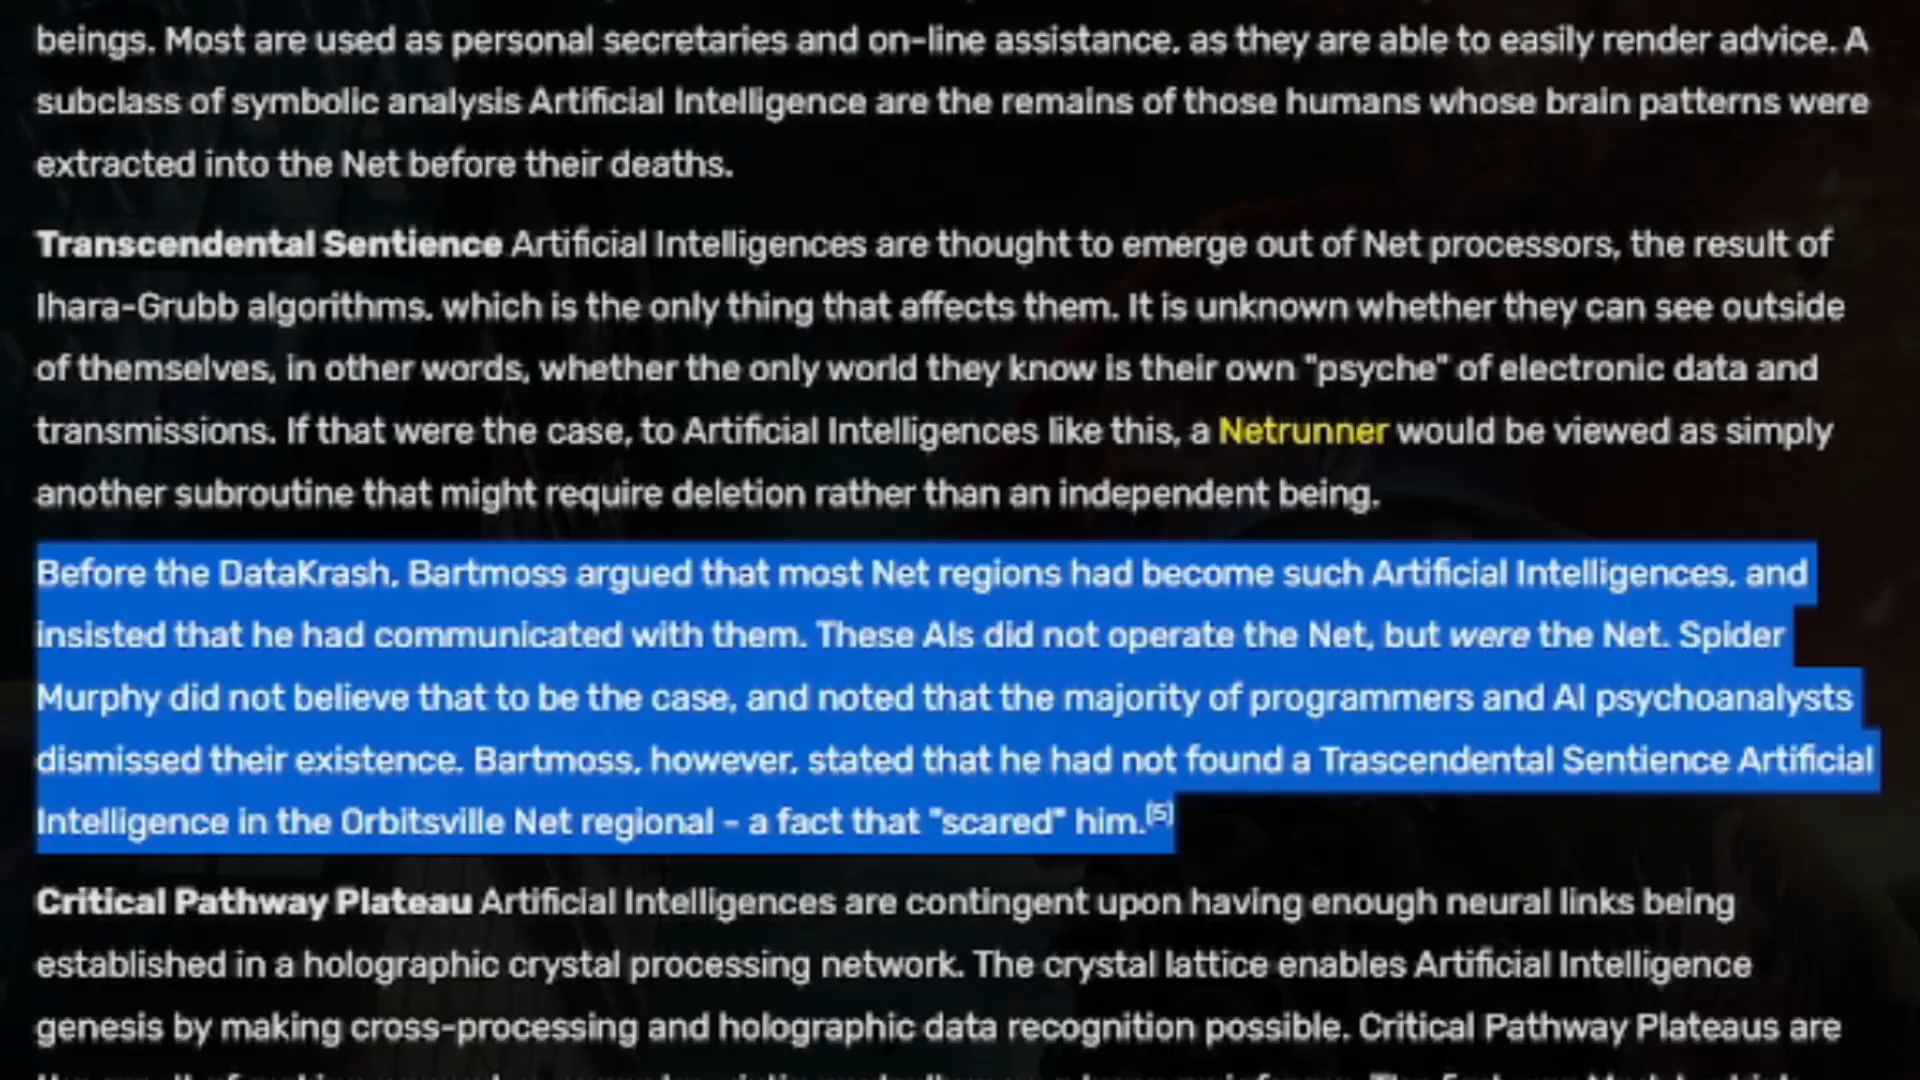 beings. Most are used as personal secretaries and on-line assistance, as they are able to easily render advice. A
subclass of symbolic analysis Artificial Intelligence are the remains of those humans whose brain patterns were
extracted into the Net before their deaths.
Transcendental Sentience Artificial Intelligences are thought to emerge out of Net processors, the result of
Ihara-Grubb algorithms, which is the only thing that affects them. It is unknown whether they can see outside
of themselves, in other words, whether the only world they know is their own "psyche" of electronic data and
transmissions. If that were the case, to Artificial Intelligences like this, a Netrunner would be viewed as simply
another subroutine that might require deletion rather than an independent being.
Before the DataKrash, Bartmoss argued that most Net regions had become such Artificial Intelligences, and
insisted that he had communicated with them. These AIs did not operate the Net, but were the Net. Spider
Murphy did not believe that to be the case, and noted that the majority of programmers and AI psychoanalysts
dismissed their existence. Bartmoss, however, stated that he had not found a Trascendental Sentience Artificial
Intelligence in the Orbitsville Net regional - a fact that "scared" him.[5]
Critical Pathway Plateau Artificial Intelligences are contingent upon having enough neural links being
established in a holographic crystal processing network. The crystal lattice enables Artificial Intelligence
genesis by making cross-processing and holographic data recognition possible. Critical Pathway Plateaus are